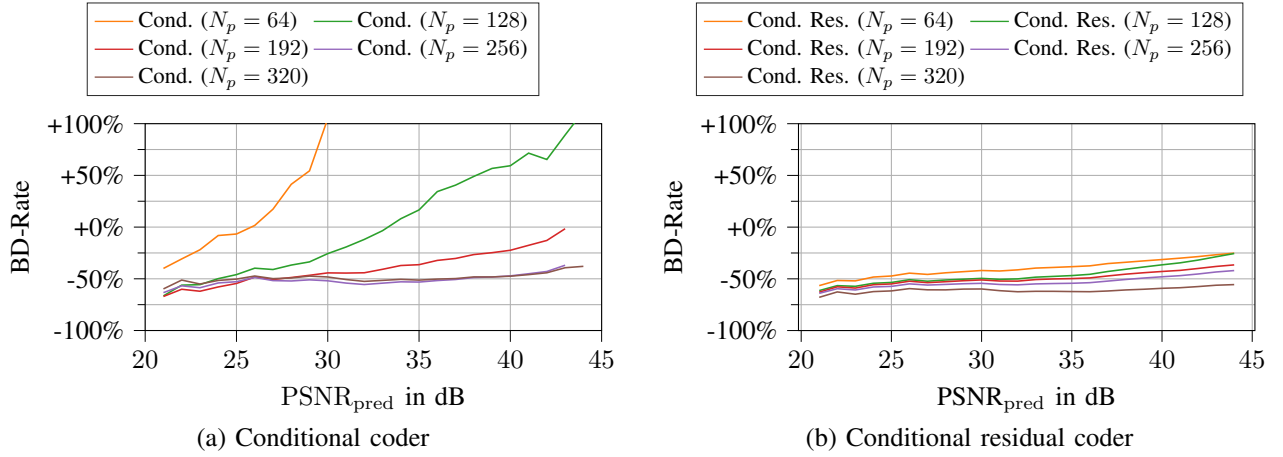 Cond. (N_p = 64) Cond. (N_p = 128)
Cond. (N_p = 192) Cond. (N_p = 256)
Cond. (N_p = 320)
+100%
+50%
+0%
-50%
-100%
BD-Rate
20 25 30 35 40 45
PSNR_pred in dB
(a) Conditional coder
Cond. Res. (N_p = 64) Cond. Res. (N_p = 128)
Cond. Res. (N_p = 192) Cond. Res. (N_p = 256)
Cond. Res. (N_p = 320)
+100%
+50%
+0%
-50%
-100%
BD-Rate
20 25 30 35 40 45
PSNR_pred in dB
(b) Conditional residual coder